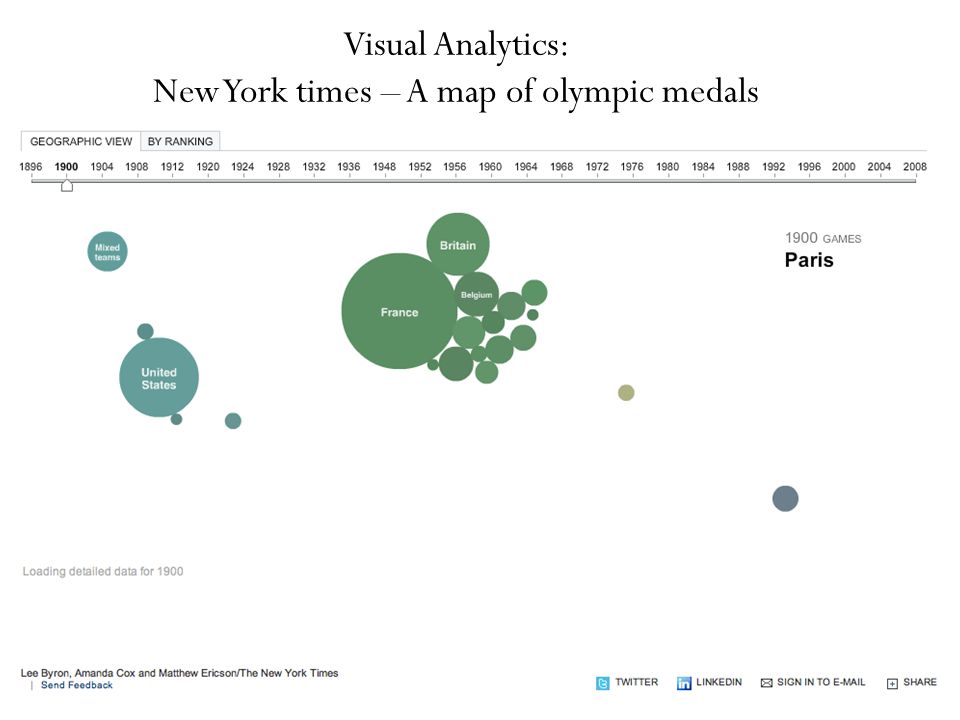 Visual Analytics:
New York times – A map of olympic medals
GEOGRAPHIC VIEW BY RANKING
1896 1900 1904 1908 1912 1920 1924 1928 1932 1936 1948 1952 1956 1960 1964 1968 1972 1976 1980 1984 1988 1992 1996 2000 2004 2008
1900 GAMES
Paris
Mixed
teams
Britain
Belgium
France
United
States
Loading detailed data for 1900
Lee Byron, Amanda Cox and Matthew Ericson/The New York Times
| Send Feedback
TWITTER LINKEDIN SIGN IN TO E-MAIL SHARE